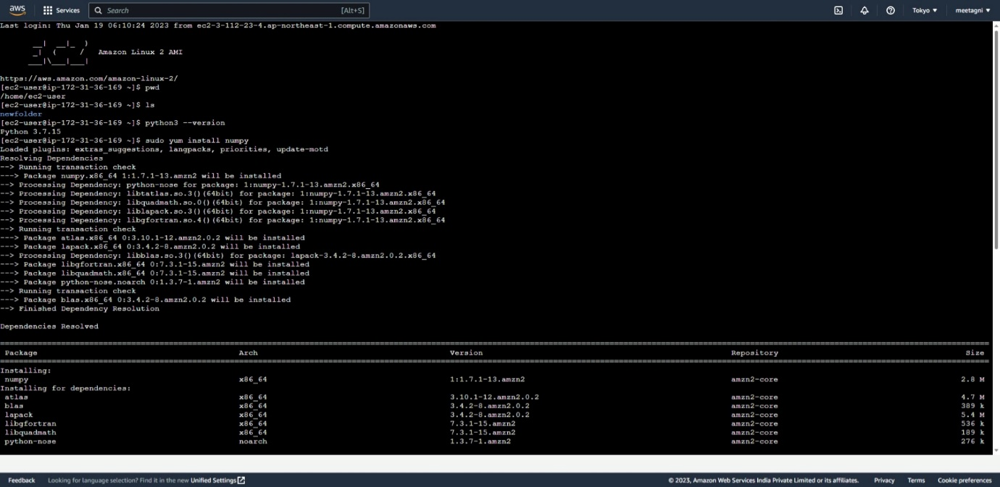 aws Services Search [Alt+S] Tokyo ▼ meetagni ▼
Last login: Thu Jan 19 06:10:24 2023 from ec2-3-112-23-4.ap-northeast-1.compute.amazonaws.com
       __|  __|_  )
       _|  (     /   Amazon Linux 2 AMI
      ___|\___|___|
https://aws.amazon.com/amazon-linux-2/
[ec2-user@ip-172-31-36-169 ~]$ pwd
/home/ec2-user
[ec2-user@ip-172-31-36-169 ~]$ ls
newfolder
[ec2-user@ip-172-31-36-169 ~]$ python3 --version
Python 3.7.15
[ec2-user@ip-172-31-36-169 ~]$ sudo yum install numpy
Loaded plugins: extras_suggestions, langpacks, priorities, update-motd
Resolving Dependencies
--> Running transaction check
---> Package numpy.x86_64 1:1.7.1-13.amzn2 will be installed
--> Processing Dependency: python-nose for package: 1:numpy-1.7.1-13.amzn2.x86_64
--> Processing Dependency: libtatlas.so.3()(64bit) for package: 1:numpy-1.7.1-13.amzn2.x86_64
--> Processing Dependency: libquadmath.so.0()(64bit) for package: 1:numpy-1.7.1-13.amzn2.x86_64
--> Processing Dependency: liblapack.so.3()(64bit) for package: 1:numpy-1.7.1-13.amzn2.x86_64
--> Processing Dependency: libgfortran.so.4()(64bit) for package: 1:numpy-1.7.1-13.amzn2.x86_64
--> Running transaction check
---> Package atlas.x86_64 0:3.10.1-12.amzn2.0.2 will be installed
---> Package lapack.x86_64 0:3.4.2-8.amzn2.0.2 will be installed
--> Processing Dependency: libblas.so.3()(64bit) for package: lapack-3.4.2-8.amzn2.0.2.x86_64
---> Package libgfortran.x86_64 0:7.3.1-15.amzn2 will be installed
---> Package libquadmath.x86_64 0:7.3.1-15.amzn2 will be installed
---> Package python-nose.noarch 0:1.3.7-1.amzn2 will be installed
--> Running transaction check
---> Package blas.x86_64 0:3.4.2-8.amzn2.0.2 will be installed
--> Finished Dependency Resolution
Dependencies Resolved
Package Arch Version Repository Size
Installing:
numpy x86_64 1:1.7.1-13.amzn2 amzn2-core 2.8 M
Installing for dependencies:
atlas x86_64 3.10.1-12.amzn2.0.2 amzn2-core 4.7 M
blas x86_64 3.4.2-8.amzn2.0.2 amzn2-core 389 k
lapack x86_64 3.4.2-8.amzn2.0.2 amzn2-core 5.4 M
libgfortran x86_64 7.3.1-15.amzn2 amzn2-core 536 k
libquadmath x86_64 7.3.1-15.amzn2 amzn2-core 189 k
python-nose noarch 1.3.7-1.amzn2 amzn2-core 276 k
Feedback Looking for language selection? Find it in the new Unified Settings © 2023, Amazon Web Services India Private Limited or its affiliates. Privacy Terms Cookie preferences